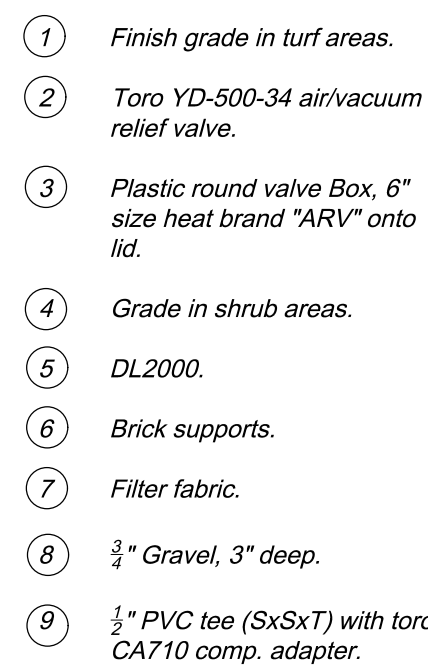 1 Finish grade in turf areas.
2 Toro YD-500-34 air/vacuum
relief valve.
3 Plastic round valve Box, 6"
size heat brand "ARV" onto
lid.
4 Grade in shrub areas.
5 DL2000.
6 Brick supports.
7 Filter fabric.
8 3/4" Gravel, 3" deep.
9 1/2" PVC tee (SxSxT) with toro
CA710 comp. adapter.